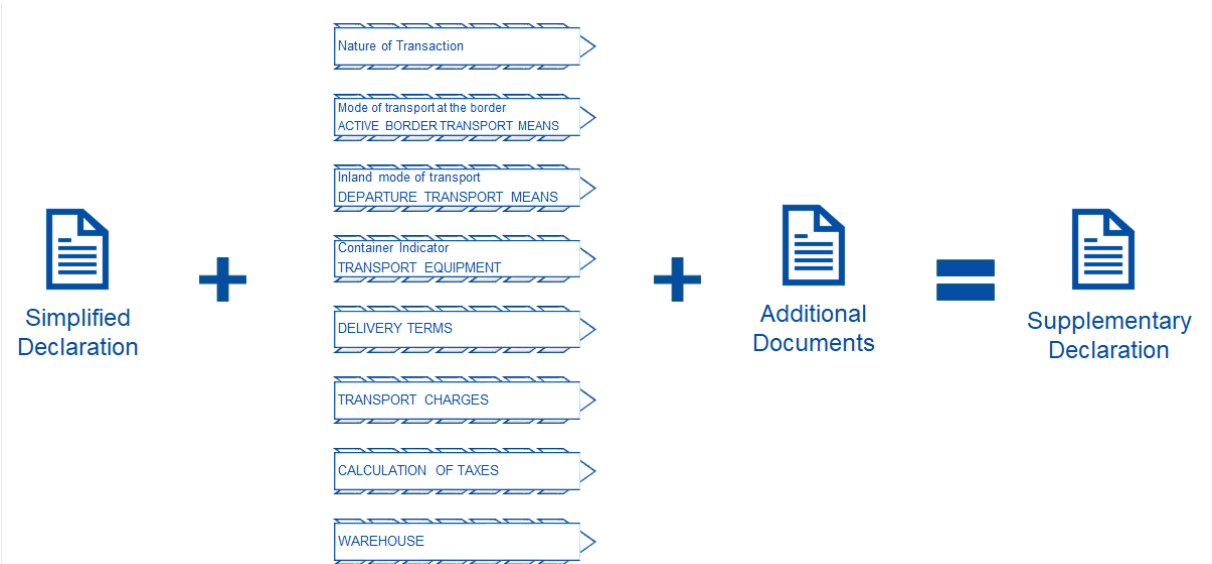 Simplified
Declaration
Nature of Transaction
Mode of transport at the border
ACTIVE BORDER TRANSPORT MEANS
Inland mode of transport
DEPARTURE TRANSPORT MEANS
Container Indicator
TRANSPORT EQUIPMENT
DELIVERY TERMS
TRANSPORT CHARGES
CALCULATION OF TAXES
WAREHOUSE
Additional
Documents
Supplementary
Declaration